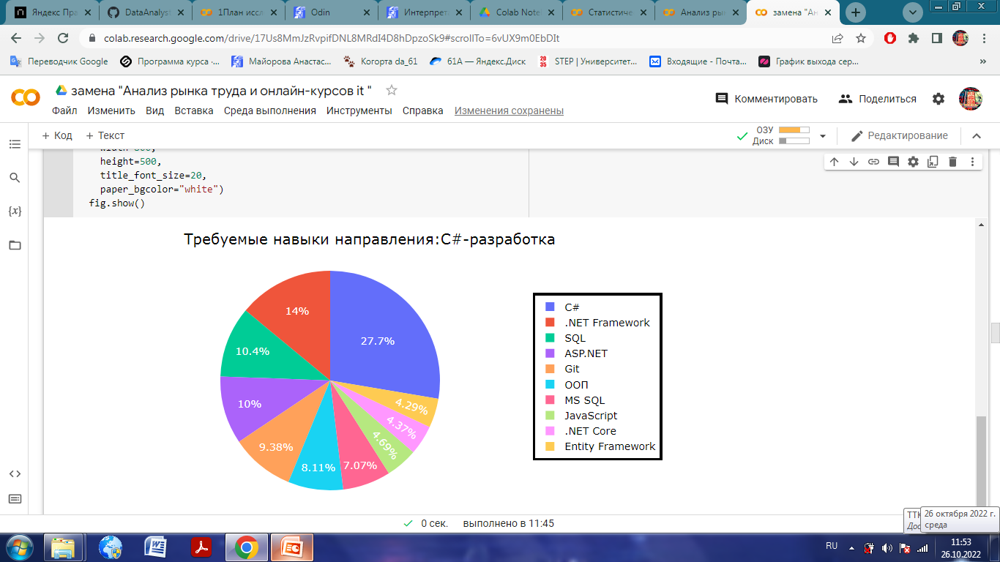 Яндекс Пра
DataAnalyst
1План иссл
Odin
Интерпрет
Colab Note
Статистиче
Анализ рын
замена "Ан
colab.research.google.com/drive/17Us8MmJzRvpifDNL8MRdI4D8hDpzoSk9#scrollTo=6vUX9m0EbDIt
Переводчик Google
Программа курса ·...
Майорова Анастас...
Когорта da_61
61А — Яндекс.Диск
20
35
STEP | Университет...
Входящие - Почта...
График выхода сер...
замена "Анализ рынка труда и онлайн-курсов it "
Комментировать
Поделиться
Файл Изменить Вид Вставка Среда выполнения Инструменты Справка Изменения сохранены
+ Код + Текст
ОЗУ
Диск
Редактирование
height=500,
title_font_size=20,
paper_bgcolor="white")
fig.show()
{x}
Требуемые навыки направления:C#-разработка
14%
27.7%
10.4%
10%
9.38%
8.11%
7.07%
4.69%
4.37%
4.29%
C#
.NET Framework
SQL
ASP.NET
Git
ООП
MS SQL
JavaScript
.NET Core
Entity Framework
0 сек. выполнено в 11:45
ТТК
26 октября 2022 г.
среда
RU
11:53
26.10.2022